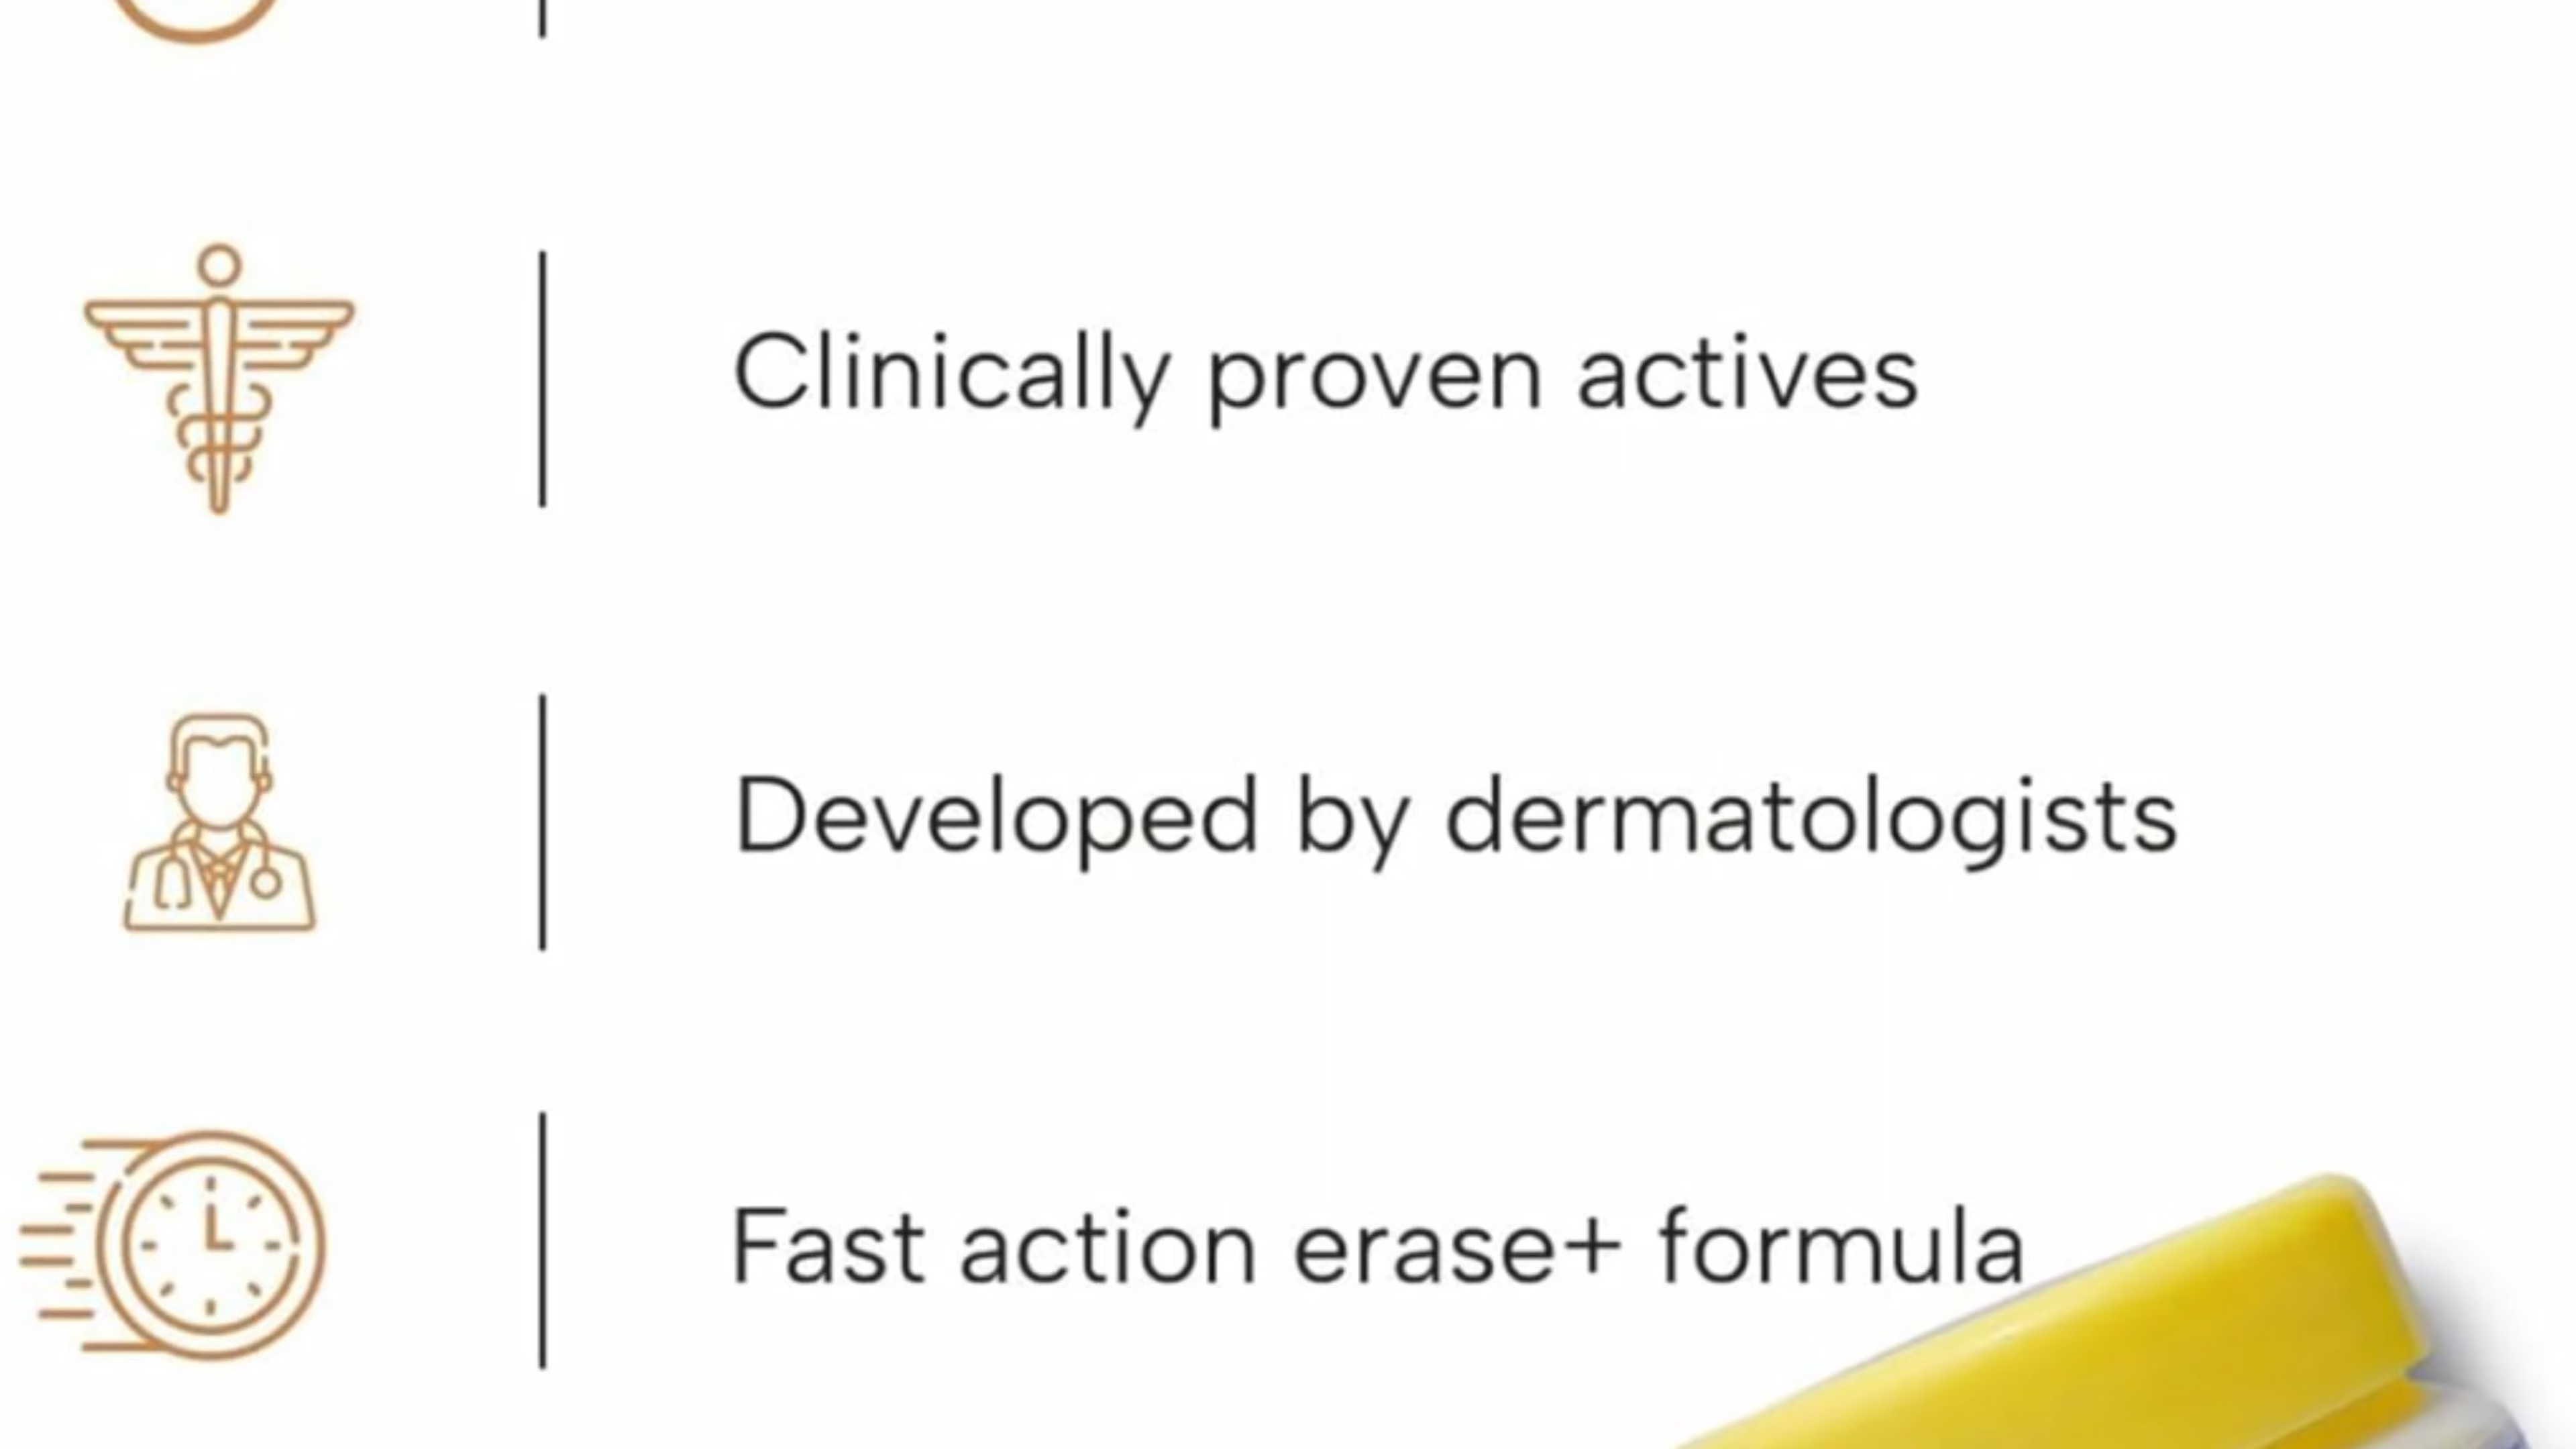 Clinically proven actives
Developed by dermatologists
Fast action erase+ formula